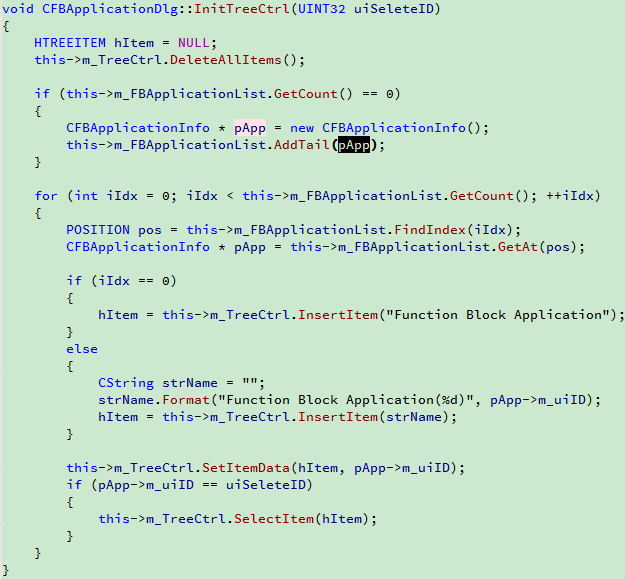 void CFBApplicationDlg::InitTreeCtrl(UINT32 uiSeleteID)
{
    HTREEITEM hItem = NULL;
    this->m_TreeCtrl.DeleteAllItems();

    if (this->m_FBApplicationList.GetCount() == 0)
    {
        CFBApplicationInfo * pApp = new CFBApplicationInfo();
        this->m_FBApplicationList.AddTail(pApp);
    }

    for (int iIdx = 0; iIdx < this->m_FBApplicationList.GetCount(); ++iIdx)
    {
        POSITION pos = this->m_FBApplicationList.FindIndex(iIdx);
        CFBApplicationInfo * pApp = this->m_FBApplicationList.GetAt(pos);

        if (iIdx == 0)
        {
            hItem = this->m_TreeCtrl.InsertItem("Function Block Application");
        }
        else
        {
            CString strName = "";
            strName.Format("Function Block Application(%d)", pApp->m_uiID);
            hItem = this->m_TreeCtrl.InsertItem(strName);
        }

        this->m_TreeCtrl.SetItemData(hItem, pApp->m_uiID);
        if (pApp->m_uiID == uiSeleteID)
        {
            this->m_TreeCtrl.SelectItem(hItem);
        }
    }
}